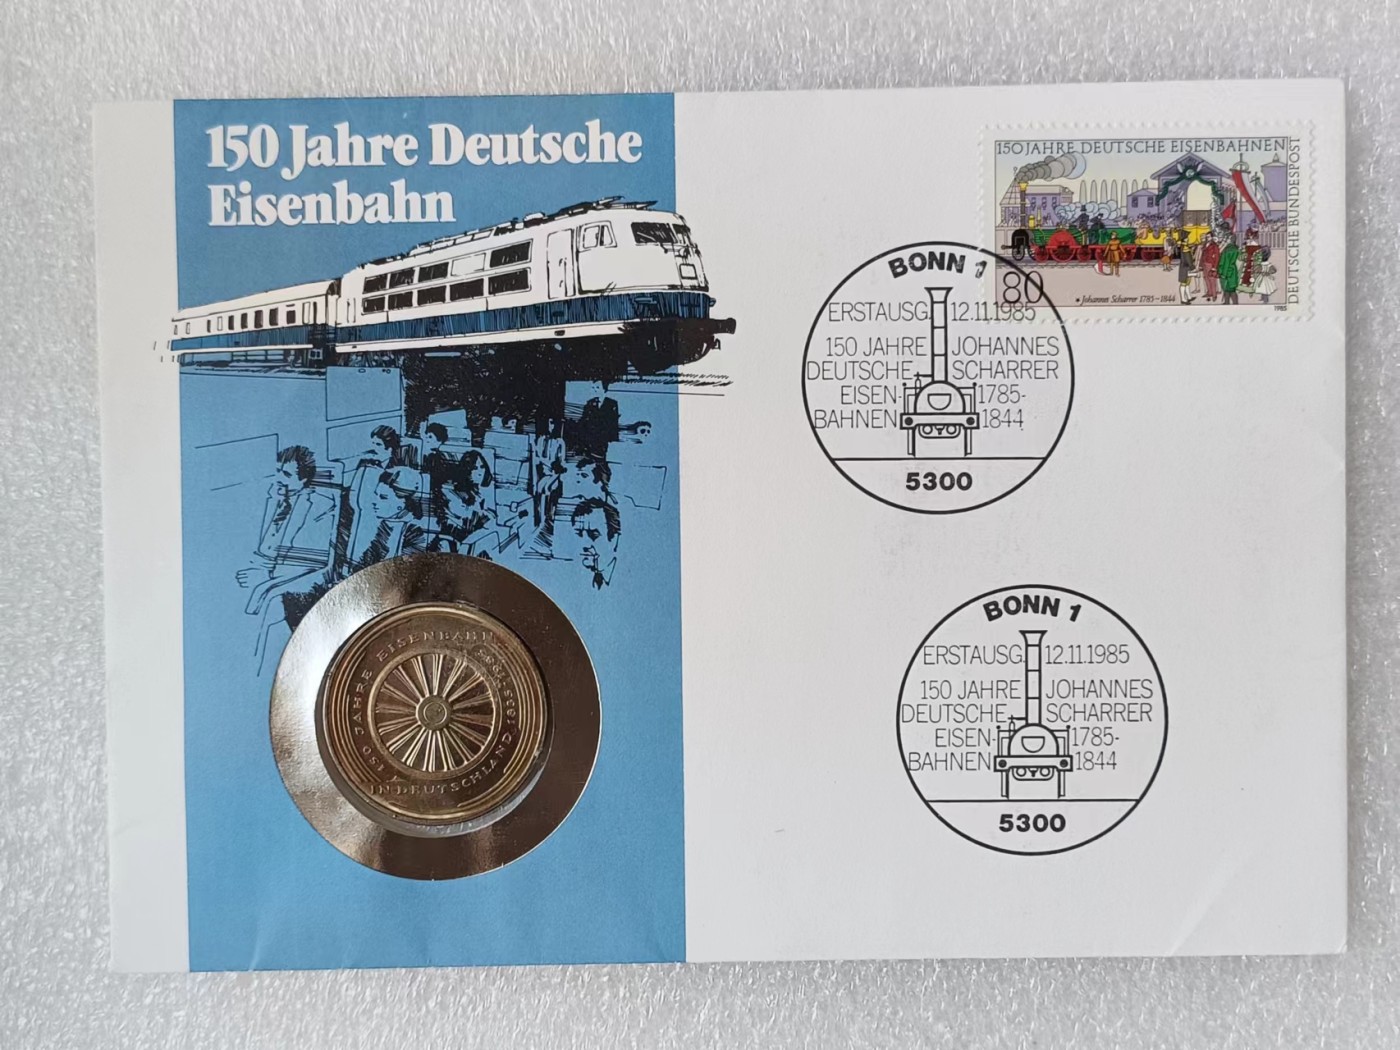 150 Jahre Deutsche
Eisenbahn
150 JAHRE DEUTSCHE EISENBAHNEN
DEUTSCHE BUNDESPOST
80
Johannes Scharrer 1785–1844
1985
BONN 1
ERSTAUSG. 12.11.1985
150 JAHRE JOHANNES
DEUTSCHE SCHARRER
EISEN- 1785-
BAHNEN 1844
5300
BONN 1
ERSTAUSG. 12.11.1985
150 JAHRE JOHANNES
DEUTSCHE SCHARRER
EISEN- 1785-
BAHNEN 1844
5300
150 JAHRE EISENBAHN
IN DEUTSCHLAND 1835-1985